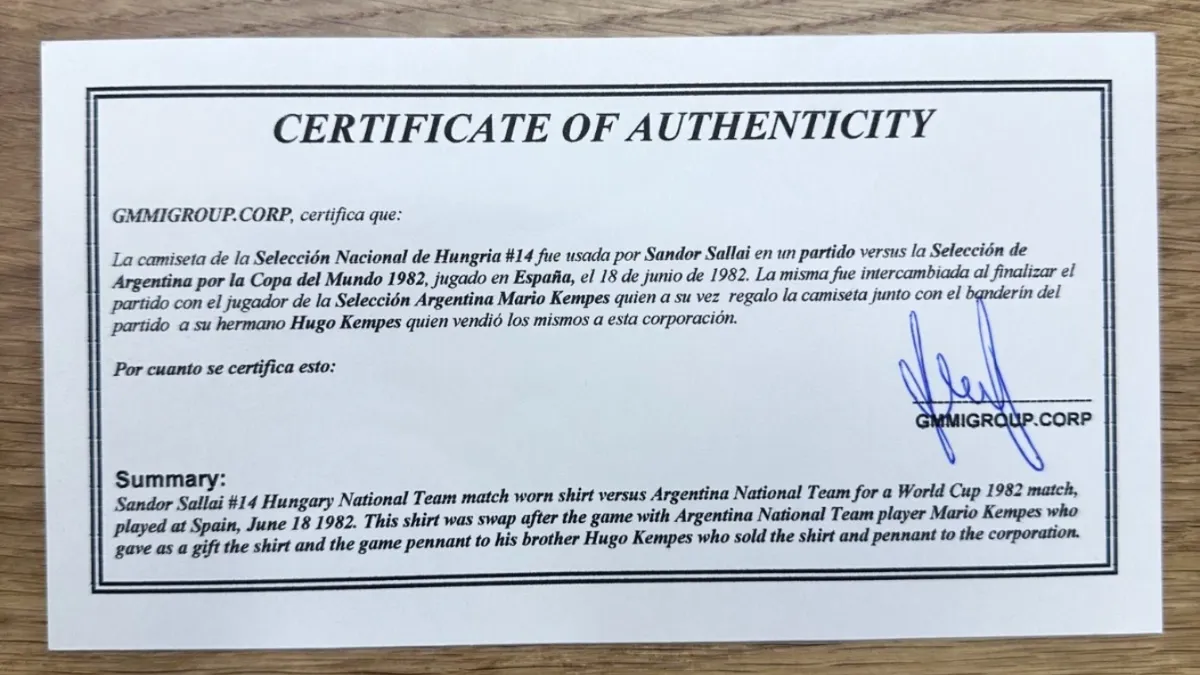 CERTIFICATE OF AUTHENTICITY
GMMIGROUP.CORP, certifica que:
La camiseta de la Selección Nacional de Hungria #14 fue usada por Sandor Sallai en un partido versus la Selección de
Argentina por la Copa del Mundo 1982, jugado en España, el 18 de junio de 1982. La misma fue intercambiada al finalizar el
partido con el jugador de la Selección Argentina Mario Kempes quien a su vez regalo la camiseta junto con el banderín del
partido a su hermano Hugo Kempes quien vendió los mismos a esta corporación.
Por cuanto se certifica esto:
GMMIGROUP.CORP
Summary:
Sandor Sallai #14 Hungary National Team match worn shirt versus Argentina National Team for a World Cup 1982 match,
played at Spain, June 18 1982. This shirt was swap after the game with Argentina National Team player Mario Kempes who
gave as a gift the shirt and the game pennant to his brother Hugo Kempes who sold the shirt and pennant to the corporation.